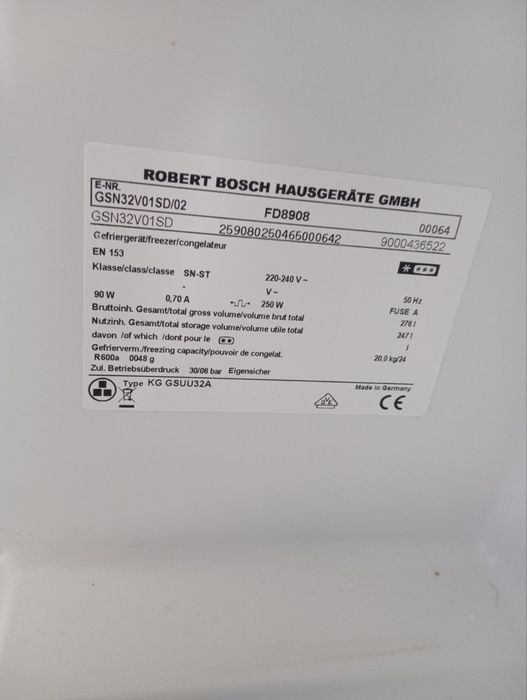 ROBERT BOSCH HAUSGERÄTE GMBH
E-NR.
GSN32V01SD/02 FD8908 00064
GSN32V01SD 259080250465000642 9000436522
Gefriergerät/freezer/congelateur
EN 153
Klasse/class/classe SN-ST 220-240 V~ 50 Hz
- V~ FUSE A
90 W 0,70 A 250 W
Bruttoinh. Gesamt/total gross volume/volume brut total 276 l
Nutzinh. Gesamt/total storage volume/volume utile total 247 l
davon /of which /dont pour le l
Gefrierverm./freezing capacity/pouvoir de congelat. 20,0 kg/24
R600a 0048 g
Zul. Betriebsüberdruck 30/06 bar Eigensicher
Type KG GSUU32A Made in Germany
CE